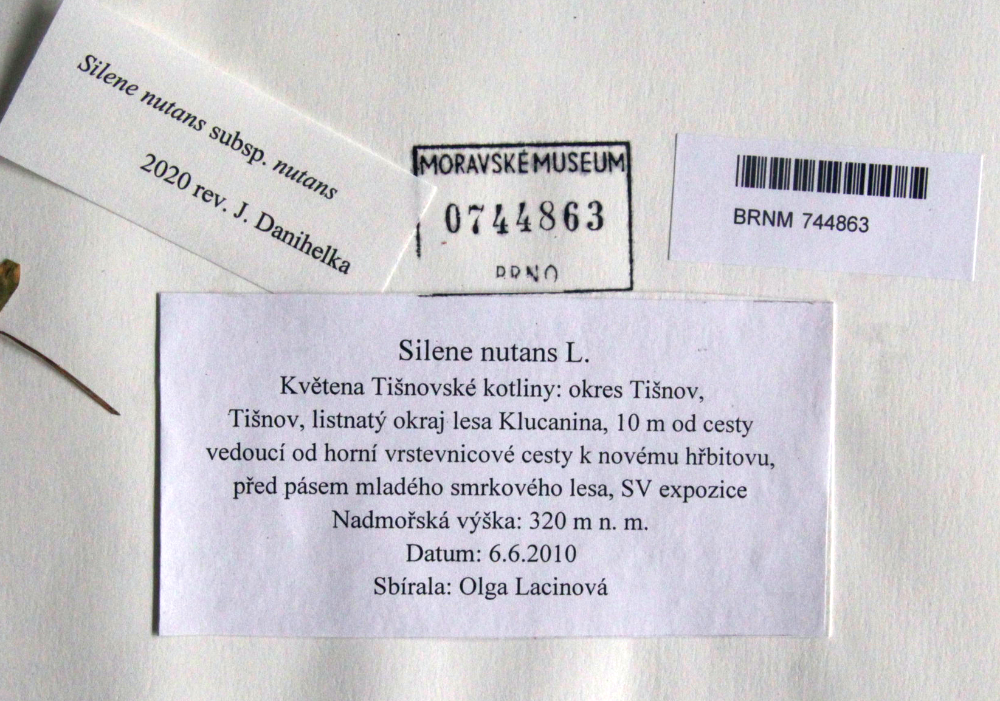 Silene nutans subsp. nutans
2020 rev. J. Danihelka
MORAVSKÉ MUSEUM
0744863
BRNO
BRNM 744863
Silene nutans L.
Květena Tišnovské kotliny: okres Tišnov,
Tišnov, listnatý okraj lesa Klucanina, 10 m od cesty
vedoucí od horní vrstevnicové cesty k novému hřbitovu,
před pásem mladého smrkového lesa, SV expozice
Nadmořská výška: 320 m n. m.
Datum: 6.6.2010
Sbírala: Olga Lacinová